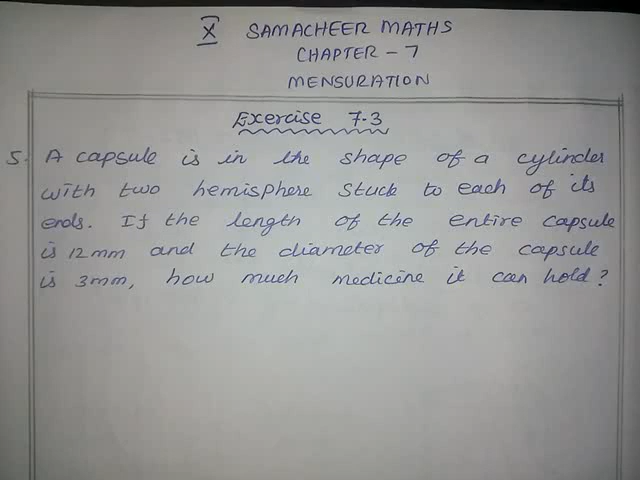 X SAMACHEER MATHS
CHAPTER - 7
MENSURATION
Exercise 7.3
5. A capsule is in the shape of a cylinder
with two hemisphere stuck to each of its
ends. If the length of the entire capsule
is 12mm and the diameter of the capsule
is 3mm, how much medicine it can hold?